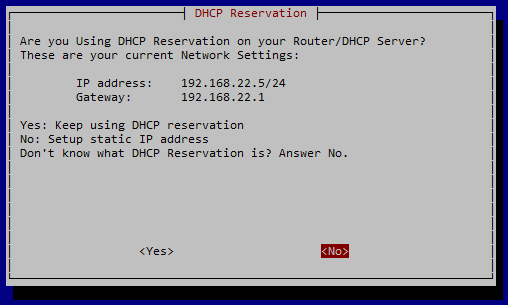 DHCP Reservation
Are you Using DHCP Reservation on your Router/DHCP Server?
These are your current Network Settings:
IP address:    192.168.22.5/24
Gateway:       192.168.22.1
Yes: Keep using DHCP reservation
No: Setup static IP address
Don't know what DHCP Reservation is? Answer No.
<Yes>    <No>